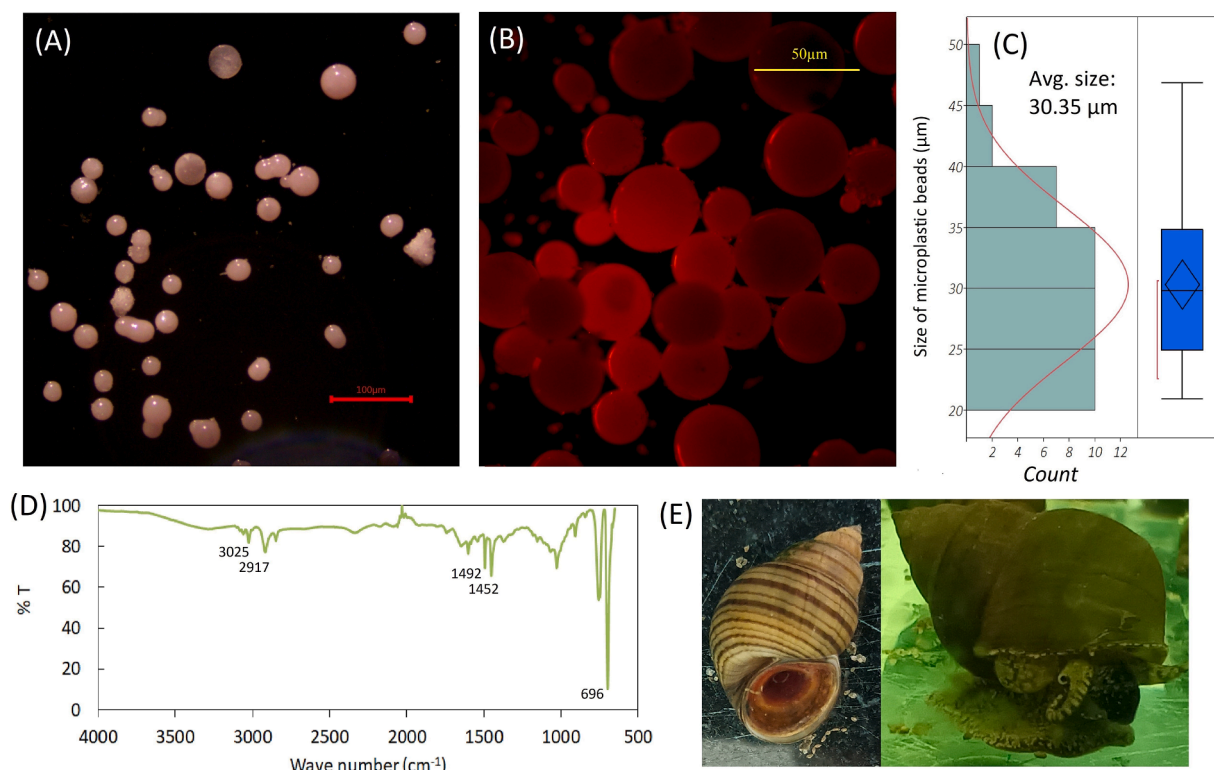 (A)
100µm
(B)
50µm
(C)
Avg. size:
30.35 µm
Size of microplastic beads (µm)
50
45
40
35
30
25
20
2 4 6 8 10 12
Count
(D)
% T
100
80
60
40
20
0
3025
2917
1492
1452
696
4000 3500 3000 2500 2000 1500 1000 500
Wave number (cm⁻¹)
(E)